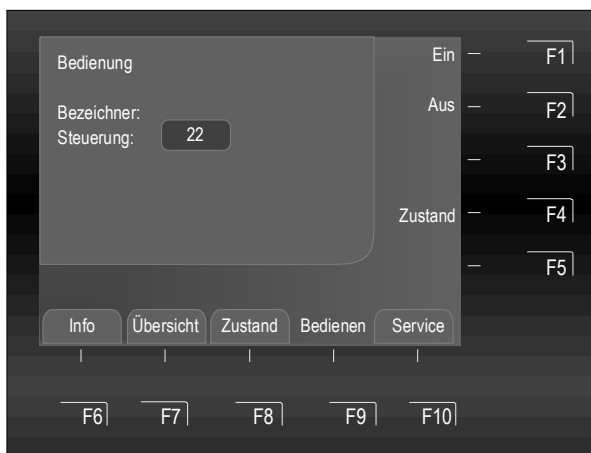 Bedienung
Bezeichner:
Steuerung: 22
Ein F1
Aus F2
F3
Zustand F4
F5
Info Übersicht Zustand Bedienen Service
F6 F7 F8 F9 F10